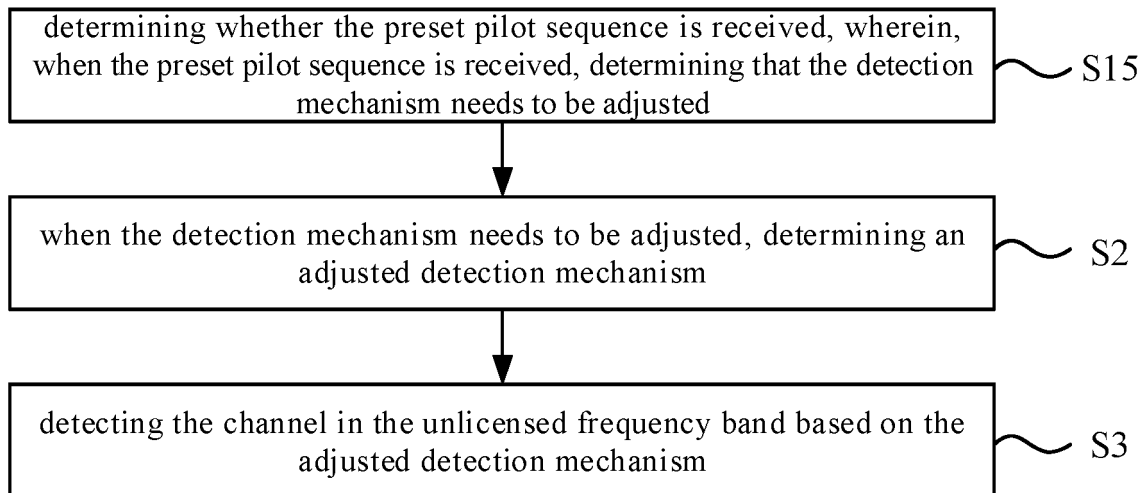 determining whether the preset pilot sequence is received, wherein,
when the preset pilot sequence is received, determining that the detection
mechanism needs to be adjusted
S15
when the detection mechanism needs to be adjusted, determining an
adjusted detection mechanism
S2
detecting the channel in the unlicensed frequency band based on the
adjusted detection mechanism
S3